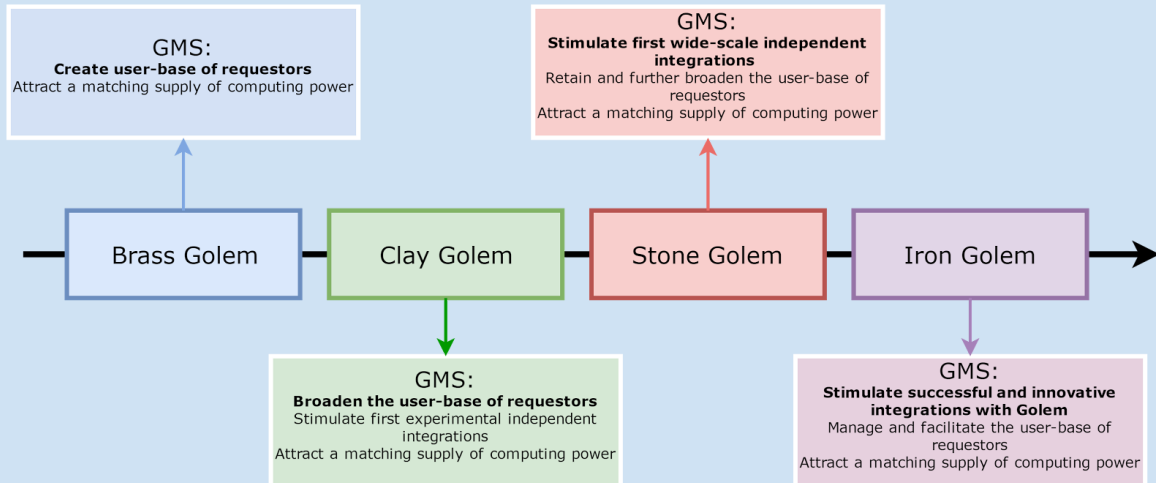 GMS:
Create user-base of requestors
Attract a matching supply of computing power
GMS:
Stimulate first wide-scale independent
integrations
Retain and further broaden the user-base of
requestors
Attract a matching supply of computing power
Brass Golem
Clay Golem
Stone Golem
Iron Golem
GMS:
Broaden the user-base of requestors
Stimulate first experimental independent
integrations
Attract a matching supply of computing power
GMS:
Stimulate successful and innovative
integrations with Golem
Manage and facilitate the user-base of
requestors
Attract a matching supply of computing power